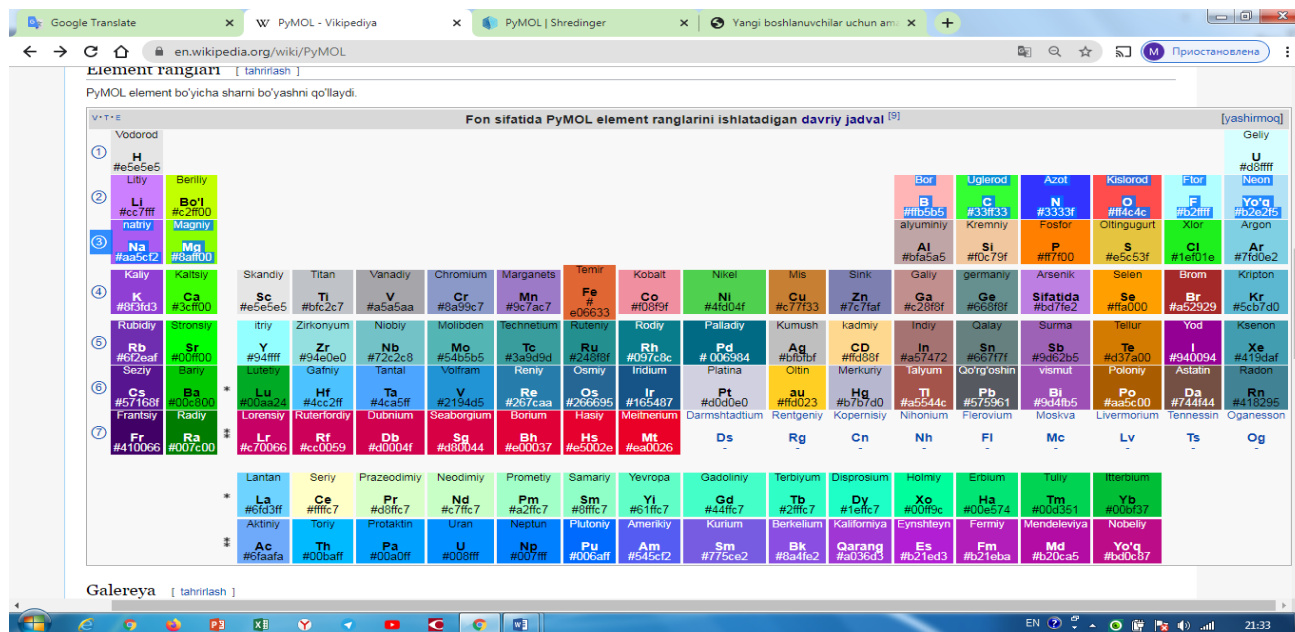 Google Translate
PyMOL - Vikipediya
PyMOL | Shredinger
Yangi boshlanuvchilar uchun ama
en.wikipedia.org/wiki/PyMOL
М Приостановлена
Element ranglari [ tahrirlash ]
PyMOL element bo'yicha sharni bo'yashni qo'llaydi.
V·T·E Fon sifatida PyMOL element ranglarini ishlatadigan davriy jadval [9] [yashirmoq]
Vodorod Geliy
1 H U
#e5e5e5 #d8ffff
Litiy Beriliy Bor Uglerod Azot Kislorod Ftor Neon
2 Li Bo'l B C N O F Yo'q
#cc7fff #c2ff00 #ffb5b5 #33ff33 #3333f #ff4c4c #b2ffff #b2e2f5
natriy Magniy alyuminiy Kremniy Fosfor Oltingugurt Xlor Argon
3 Na Mg Al Si P S Cl Ar
#aa5cf2 #8aff00 #bfa5a5 #f0c79f #ff7f00 #e5c53f #1ef01e #7fd0e2
Kaliy Kaltsiy Skandiy Titan Vanadiy Chromium Marganets Temir Kobalt Nikel Mis Sink Galiy germaniy Arsenik Selen Brom Kripton
4 K Ca Sc Ti V Cr Mn Fe Co Ni Cu Zn Ga Ge Sifatida Se Br Kr
#8f3fd3 #3cff00 #e5e5e5 #bfc2c7 #a5a5aa #8a99c7 #9c7ac7 # e06633 #f08f9f #4fd04f #c77f33 #7c7faf #c28f8f #668f8f #bd7fe2 #ffa000 #a52929 #5cb7d0
Rubidiy Stronsiy itriy Zirkonyum Niobiy Molibden Technetium Ruteniy Rodiy Palladiy Kumush kadmiy Indiy Qalay Surma Tellur Yod Ksenon
5 Rb Sr Y Zr Nb Mo Tc Ru Rh Pd Ag CD In Sn Sb Te I Xe
#6f2eaf #00ff00 #94ffff #94e0e0 #72c2c8 #54b5b5 #3a9d9d #248f8f #097c8c # 006984 #bfbfbf #ffd88f #a57472 #667f7f #9d62b5 #d37a00 #940094 #419daf
Seziy Bariy Lutetiy Gafniy Tantal Volfram Reniy Osmiy Iridium Platina Oltin Merkuriy Talyum Qo'rg'oshin vismut Poloniy Astatin Radon
6 Cs Ba * Lu Hf Ta V Re Os Ir Pt au Hg Tl Pb Bi Po Da Rn
#57168f #00c800 #00aa24 #4cc2ff #4ca5ff #2194d5 #267caa #266695 #165487 #d0d0e0 #ffd023 #b7b7d0 #a5544c #575961 #9d4fb5 #aa5c00 #744f44 #418295
Frantsiy Radiy Lorensiy Ruterfordiy Dubnium Seaborgium Borium Hasiy Meitnerium Darmshtadtium Rentgeniy Kopernisiy Nihonium Flerovium Moskva Livermorium Tennessin Oganesson
7 Fr Ra ⁑ Lr Rf Db Sg Bh Hs Mt Ds Rg Cn Nh Fl Mc Lv Ts Og
#410066 #007c00 #c70066 #cc0059 #d0004f #d80044 #e00037 #e5002e #ea0026 - - - - - - - - -
Lantan Seriy Prazeodimiy Neodimiy Prometiy Samariy Yevropa Gadoliniy Terbiyum Disprosium Holmiy Erbium Tuliy Itterbium
* La Ce Pr Nd Pm Sm Yi Gd Tb Dy Xo Ha Tm Yb
#6fd3ff #ffffc7 #d8ffc7 #c7ffc7 #a2ffc7 #8fffc7 #61ffc7 #44ffc7 #2fffc7 #1effc7 #00ff9c #00e574 #00d351 #00bf37
Aktiniy Toriy Protaktin Uran Neptun Plutoniy Amerikiy Kurium Berkelium Kaliforniya Eynshteyn Fermiy Mendeleviya Nobeliy
⁑ Ac Th Pa U Np Pu Am Sm Bk Qarang Es Fm Md Yo'q
#6faafa #00baff #00a0ff #008fff #007fff #006aff #545cf2 #775ce2 #8a4fe2 #a036d3 #b21ed3 #b21eba #b20ca5 #bd0c87
Galereya [ tahrirlash ]
EN 21:33